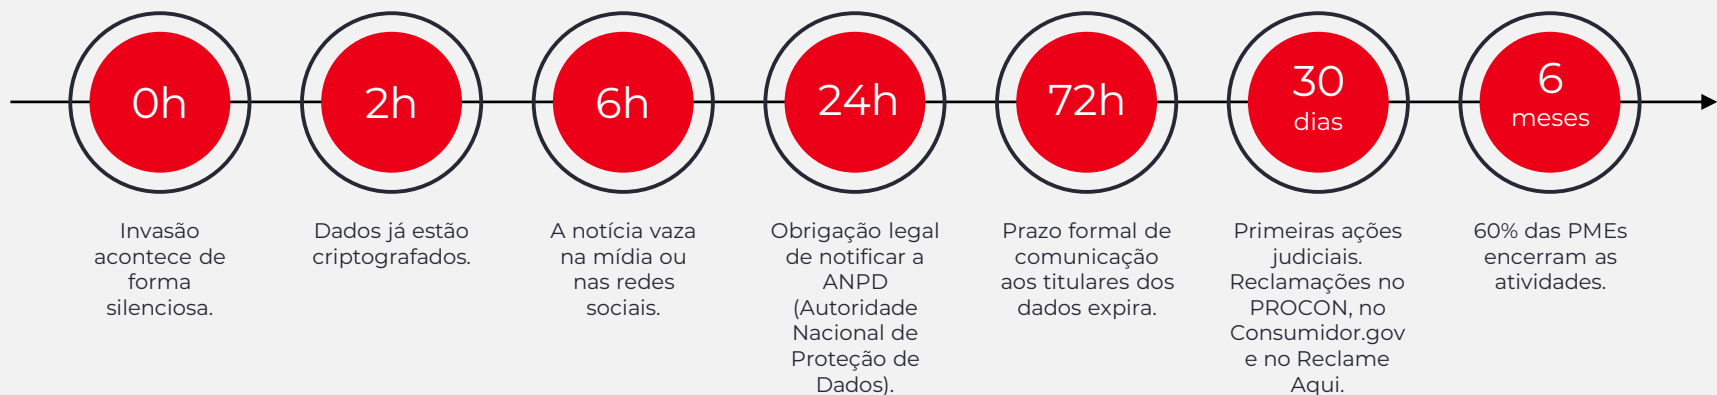 0h
Invasão
acontece de
forma
silenciosa.
2h
Dados já estão
criptografados.
6h
A notícia vaza
na mídia ou
nas redes
sociais.
24h
Obrigação legal
de notificar a
ANPD
(Autoridade
Nacional de
Proteção de
Dados).
72h
Prazo formal de
comunicação
aos titulares dos
dados expira.
30
dias
Primeiras ações
judiciais.
Reclamações no
PROCON, no
Consumidor.gov
e no Reclame
Aqui.
6
meses
60% das PMEs
encerram as
atividades.